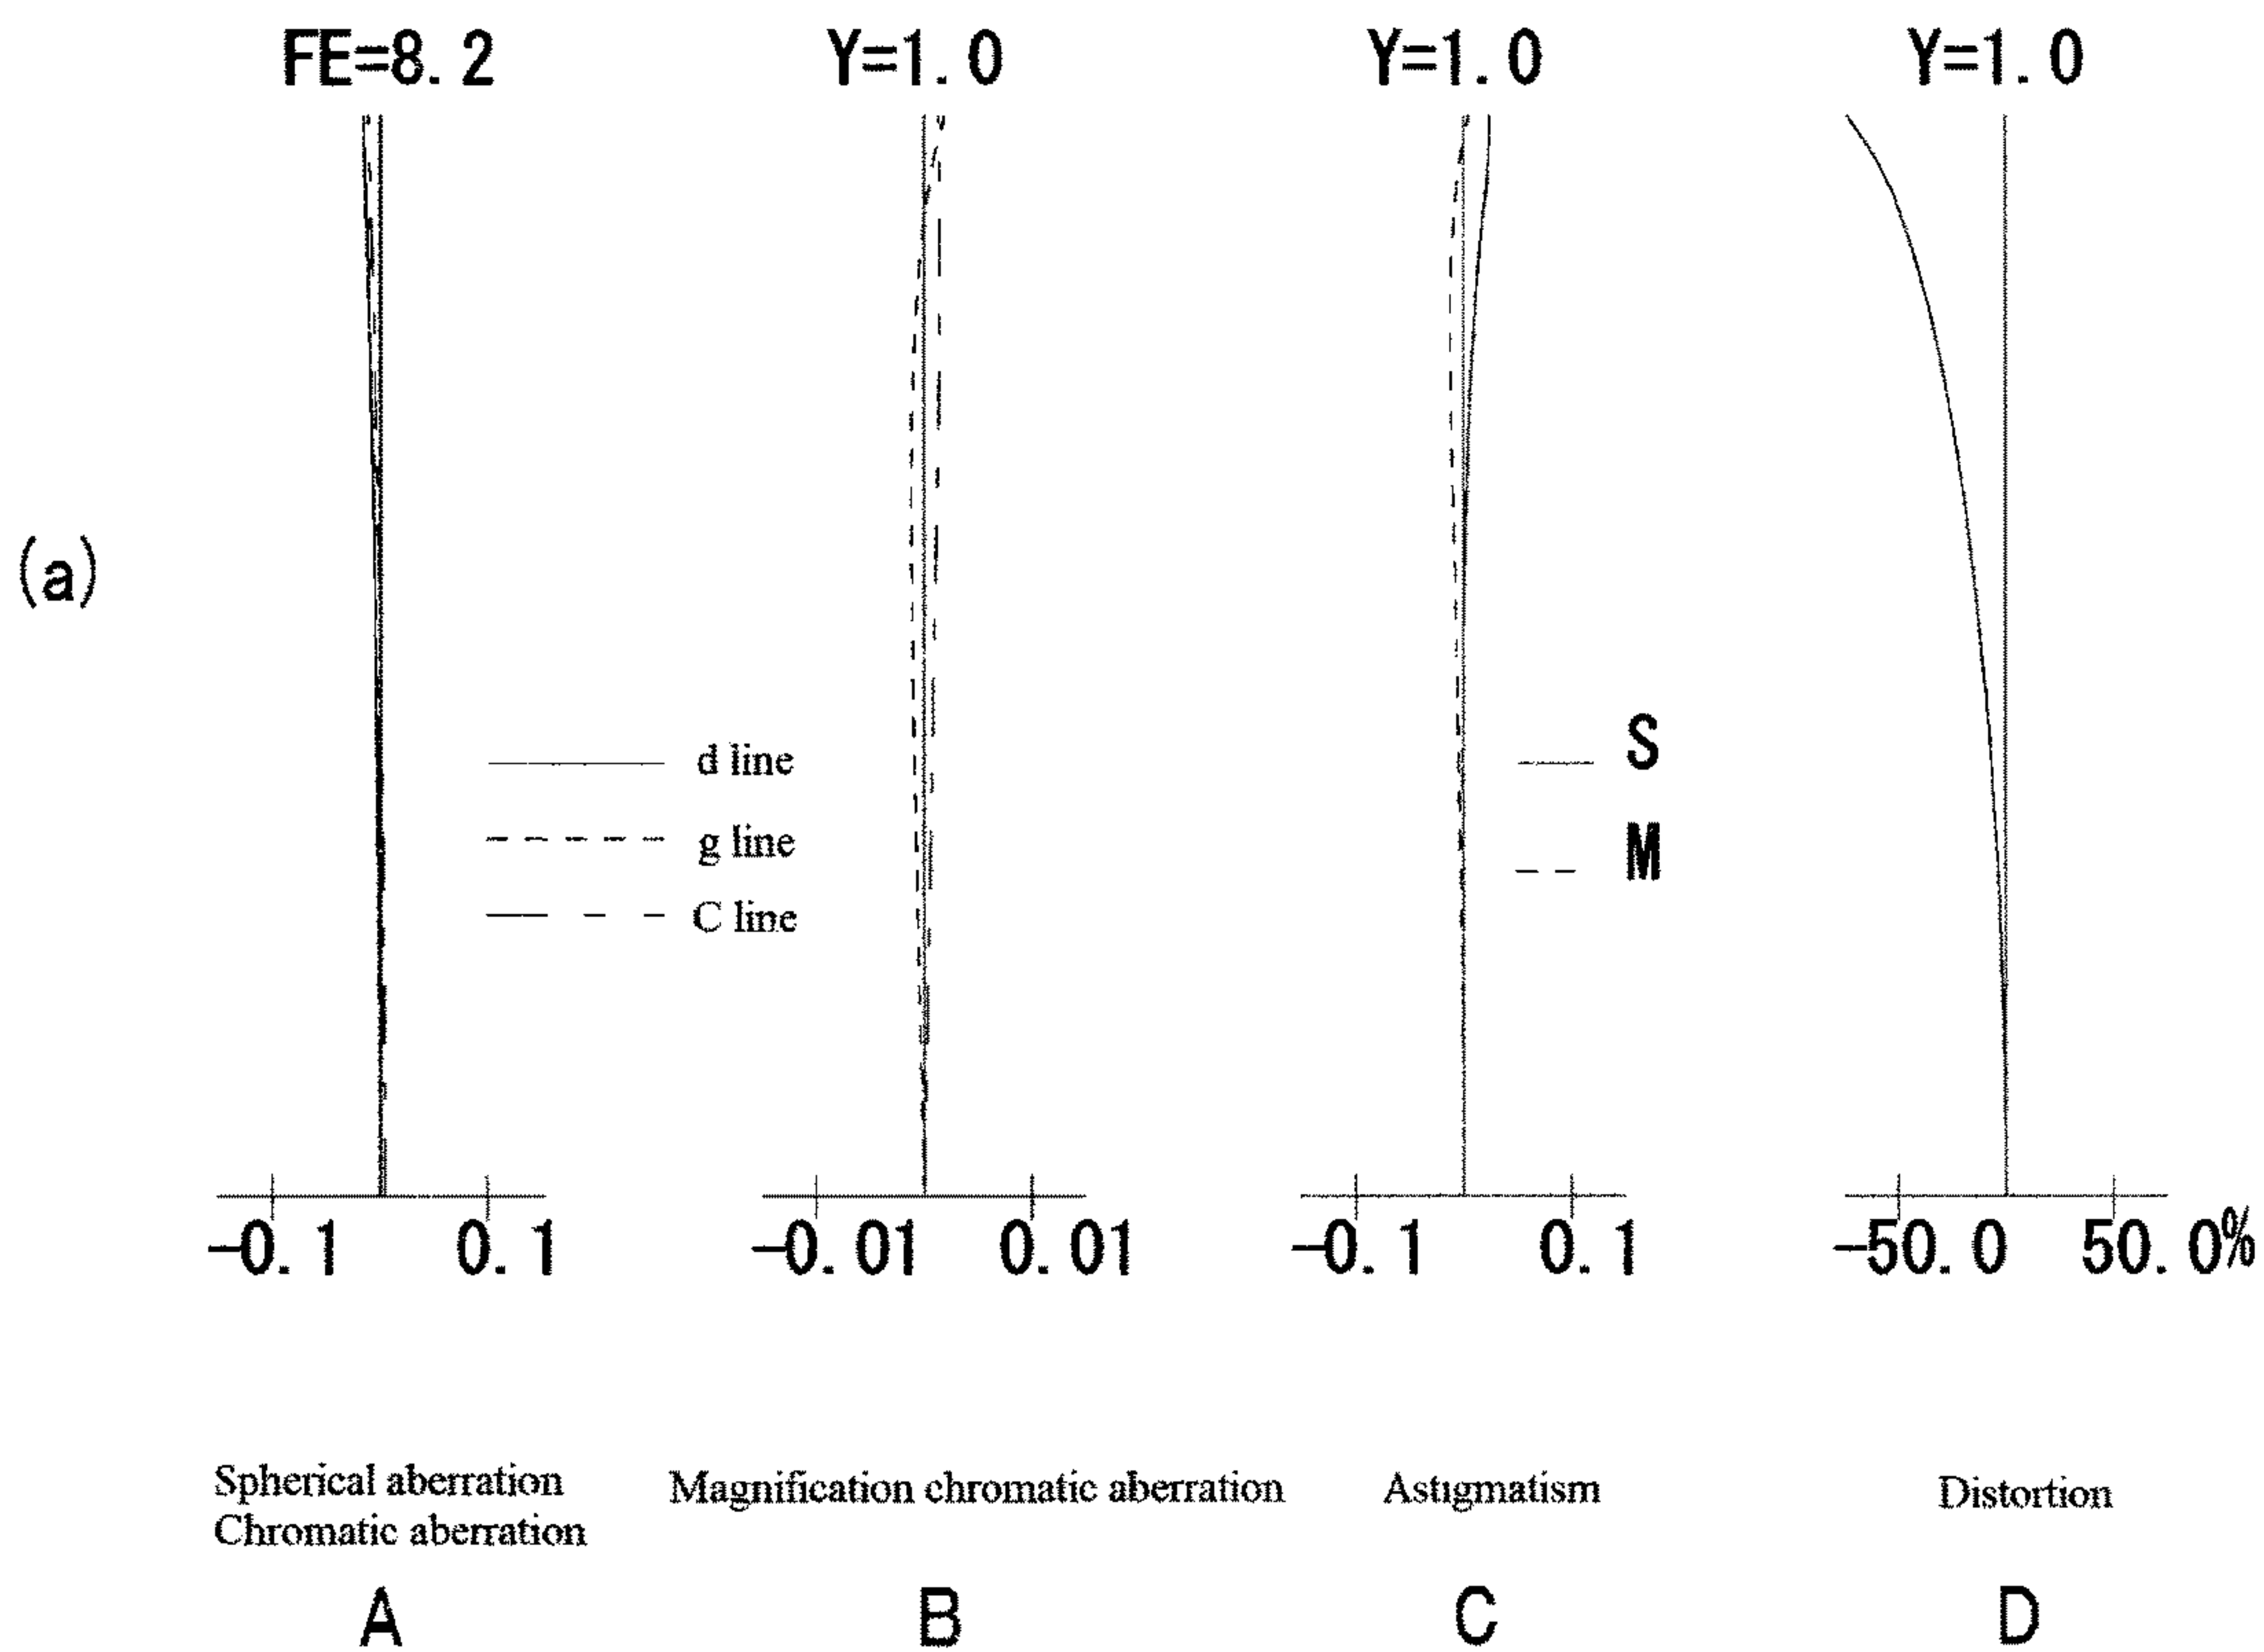 FE=8.2
Y=1.0
Y=1.0
Y=1.0
(a)
d line
g line
C line
S
M
-0.1
0.1
-0.01
0.01
-0.1
0.1
-50.0
50.0%
Spherical aberration
Chromatic aberration
Magnification chromatic aberration
Astigmatism
Distortion
A
B
C
D